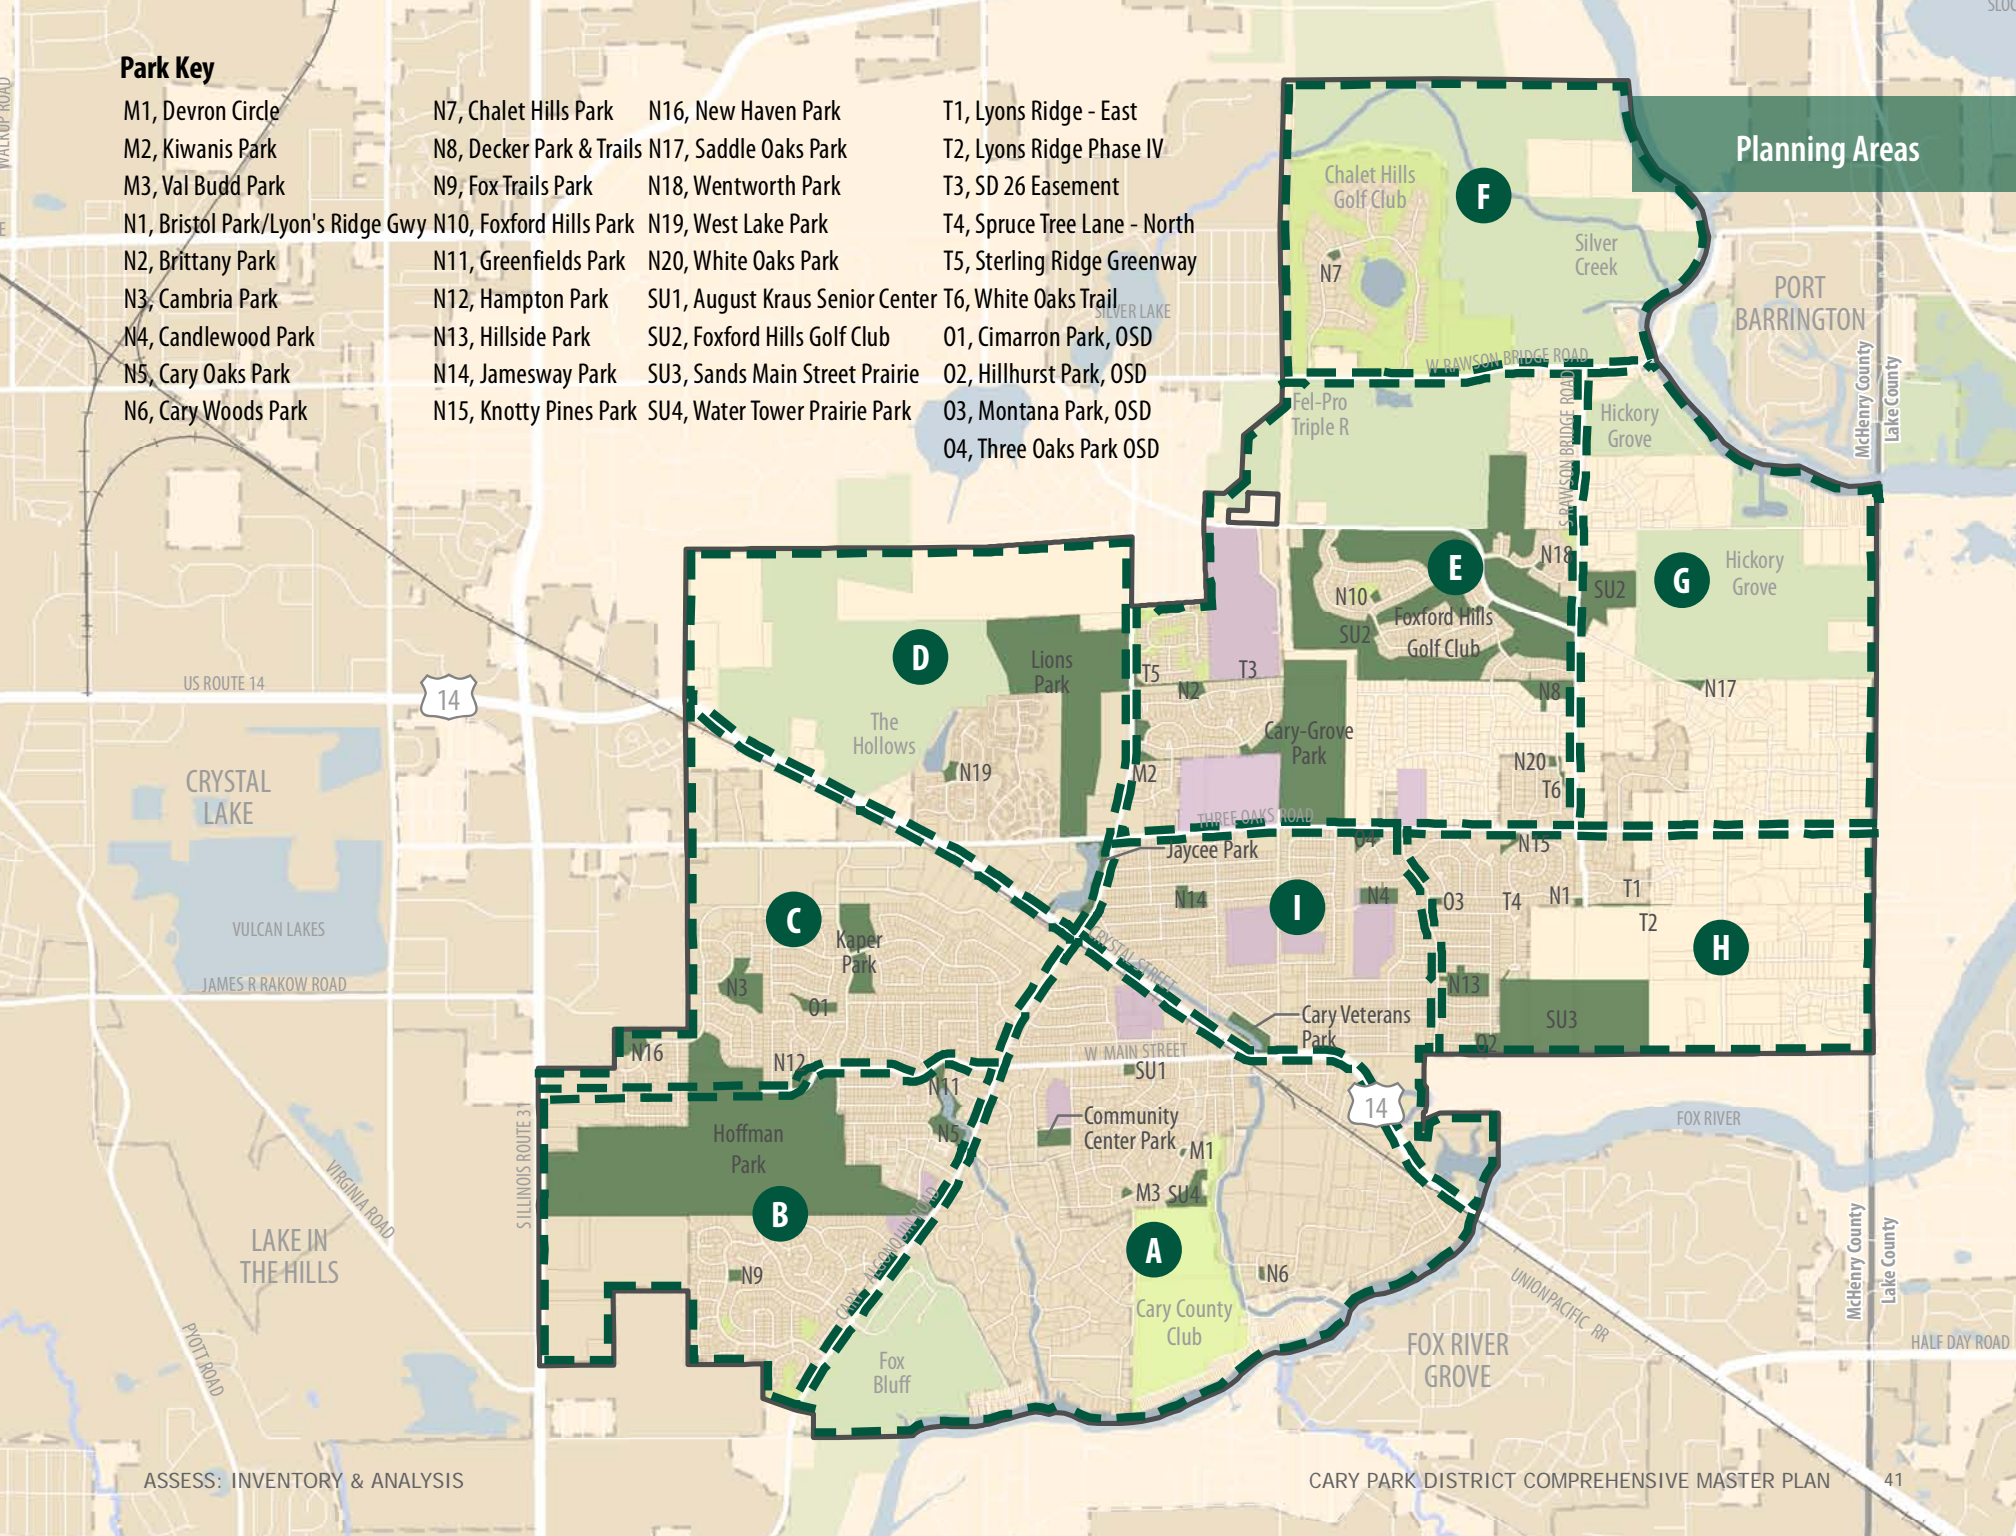 Park Key
M1, Devron Circle
M2, Kiwanis Park
M3, Val Budd Park
N1, Bristol Park/Lyon's Ridge Gwy
N2, Brittany Park
N3, Cambria Park
N4, Candlewood Park
N5, Cary Oaks Park
N6, Cary Woods Park
N7, Chalet Hills Park
N8, Decker Park & Trails
N9, Fox Trails Park
N10, Foxford Hills Park
N11, Greenfields Park
N12, Hampton Park
N13, Hillside Park
N14, Jamesway Park
N15, Knotty Pines Park
N16, New Haven Park
N17, Saddle Oaks Park
N18, Wentworth Park
N19, West Lake Park
N20, White Oaks Park
SU1, August Kraus Senior Center
SU2, Foxford Hills Golf Club
SU3, Sands Main Street Prairie
SU4, Water Tower Prairie Park
T1, Lyons Ridge - East
T2, Lyons Ridge Phase IV
T3, SD 26 Easement
T4, Spruce Tree Lane - North
T5, Sterling Ridge Greenway
T6, White Oaks Trail
O1, Cimarron Park, OSD
O2, Hillhurst Park, OSD
O3, Montana Park, OSD
O4, Three Oaks Park OSD
Planning Areas
WALKUP ROAD
SILVER LAKE
Chalet Hills
Golf Club
F
N7
Silver
Creek
PORT
BARRINGTON
W RAWSON BRIDGE ROAD
S RAWSON BRIDGE ROAD
McHenry County
Lake County
Fel-Pro
Triple R
Hickory
Grove
N18
E
N10
SU2
Foxford Hills
Golf Club
SU2
G
Hickory
Grove
D
Lions
Park
T5
N2
T3
N8
N17
US ROUTE 14
14
The
Hollows
Cary-Grove
Park
N19
M2
N20
T6
CRYSTAL
LAKE
THREE OAKS ROAD
O4
N15
Jaycee Park
N14
I
N4
O3
T4
N1
T1
T2
H
C
Kaper
Park
VULCAN LAKES
CRYSTAL STREET
JAMES R RAKOW ROAD
N3
O1
N13
SU3
Cary Veterans
Park
O2
N16
N12
W MAIN STREET
SU1
N11
14
FOX RIVER
S ILLINOIS ROUTE 31
Hoffman
Park
N5
Community
Center Park
M1
M3
SU4
VIRGINIA ROAD
B
CARY ALGONQUIN ROAD
A
LAKE IN
THE HILLS
N9
N6
McHenry County
Lake County
UNION PACIFIC RR
Cary County
Club
PYOTT ROAD
Fox
Bluff
FOX RIVER
GROVE
HALF DAY ROAD
ASSESS: INVENTORY & ANALYSIS
CARY PARK DISTRICT COMPREHENSIVE MASTER PLAN
41